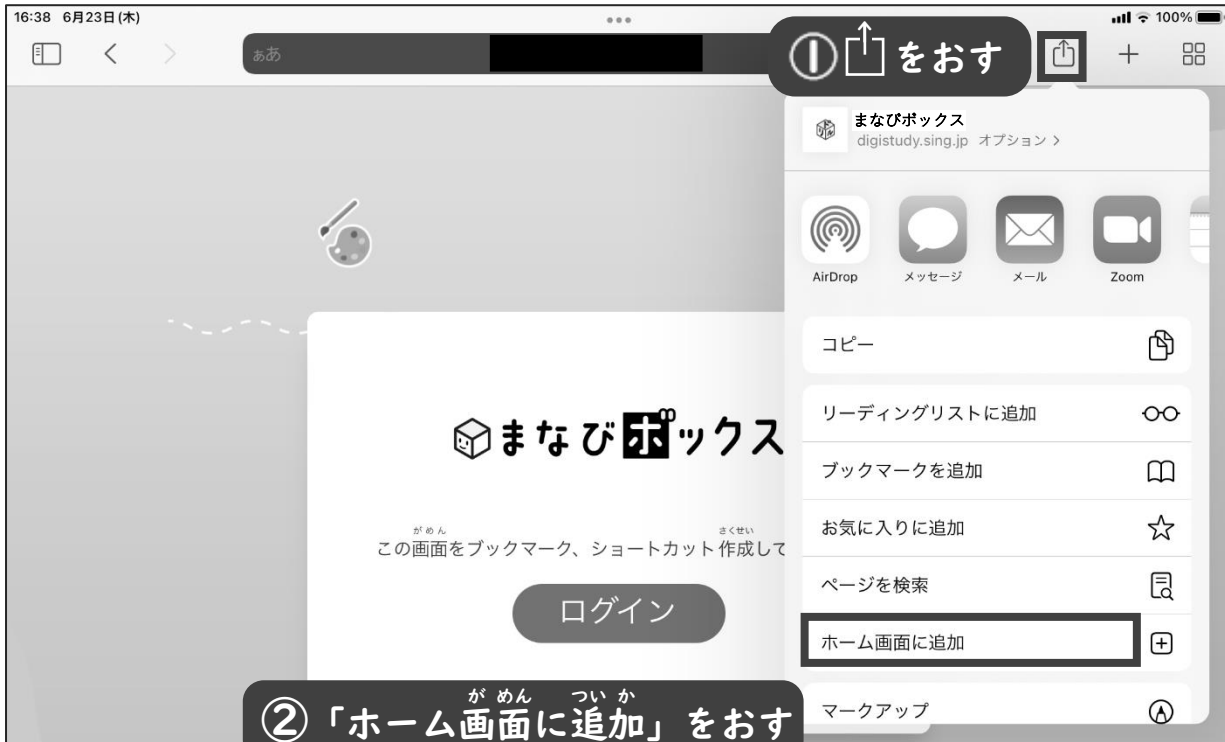 16:38 6月23日(木)
100%
ぁあ
①をおす
まなびボックス
digistudy.sing.jp オプション >
AirDrop
メッセージ
メール
Zoom
コピー
リーディングリストに追加
ブックマークを追加
お気に入りに追加
ページを検索
ホーム画面に追加
マークアップ
まなびボックス
がめん さくせい
この画面をブックマーク、ショートカット作成して
ログイン
がめん ついか
②「ホーム画面に追加」をおす